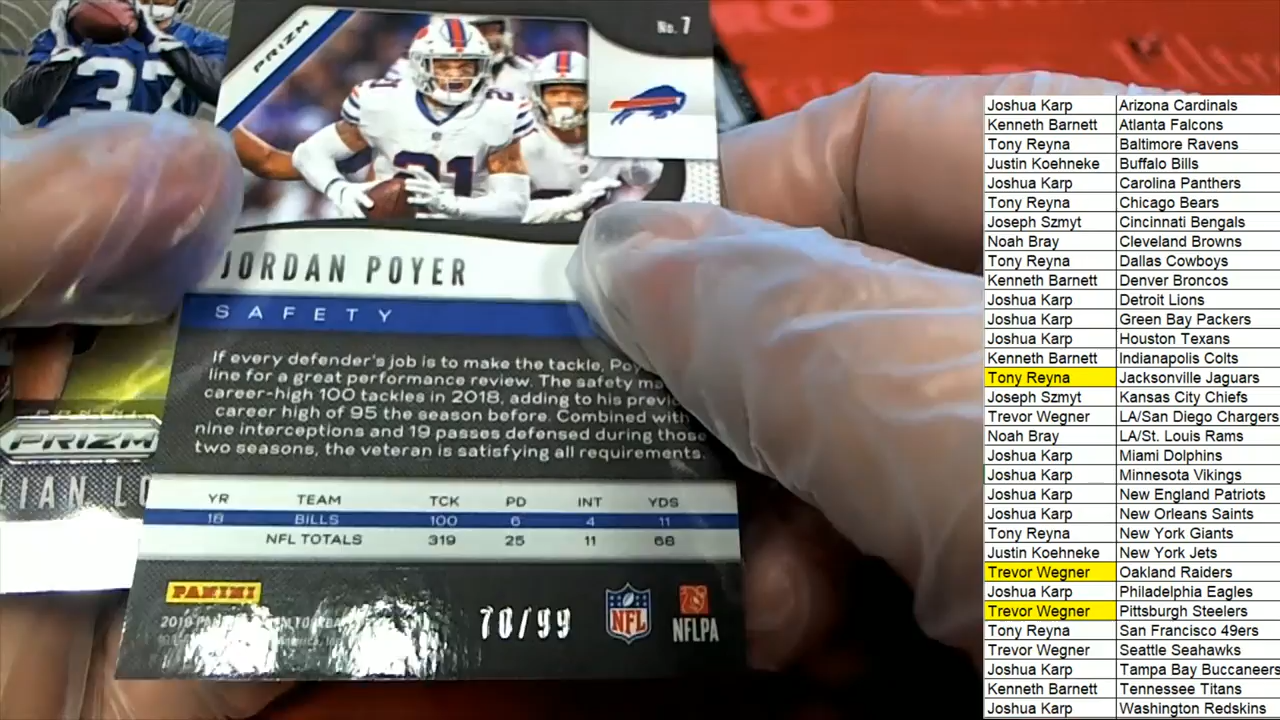 37
PRIZM
No. 7
21
JORDAN POYER
SAFETY
If every defender's job is to make the tackle,
line for a great performance review. The safety
career-high 100 tackles in 2018, adding to his
career high of 95 the season before. Combined with
nine interceptions and 19 passes defensed during those
two seasons, the veteran is satisfying all requirements.
YR TEAM TCK PD INT YDS
18 BILLS 100 6 4 11
NFL TOTALS 319 25 11 68
PANINI
70/99
NFL
NFLPA
PANINI
PRIZM
Joshua Karp Arizona Cardinals
Kenneth Barnett Atlanta Falcons
Tony Reyna Baltimore Ravens
Justin Koehneke Buffalo Bills
Joshua Karp Carolina Panthers
Tony Reyna Chicago Bears
Joseph Szmyt Cincinnati Bengals
Noah Bray Cleveland Browns
Tony Reyna Dallas Cowboys
Kenneth Barnett Denver Broncos
Joshua Karp Detroit Lions
Joshua Karp Green Bay Packers
Joshua Karp Houston Texans
Kenneth Barnett Indianapolis Colts
Tony Reyna Jacksonville Jaguars
Joseph Szmyt Kansas City Chiefs
Trevor Wegner LA/San Diego Chargers
Noah Bray LA/St. Louis Rams
Joshua Karp Miami Dolphins
Joshua Karp Minnesota Vikings
Joshua Karp New England Patriots
Joshua Karp New Orleans Saints
Tony Reyna New York Giants
Justin Koehneke New York Jets
Trevor Wegner Oakland Raiders
Joshua Karp Philadelphia Eagles
Trevor Wegner Pittsburgh Steelers
Tony Reyna San Francisco 49ers
Trevor Wegner Seattle Seahawks
Joshua Karp Tampa Bay Buccaneers
Kenneth Barnett Tennessee Titans
Joshua Karp Washington Redskins